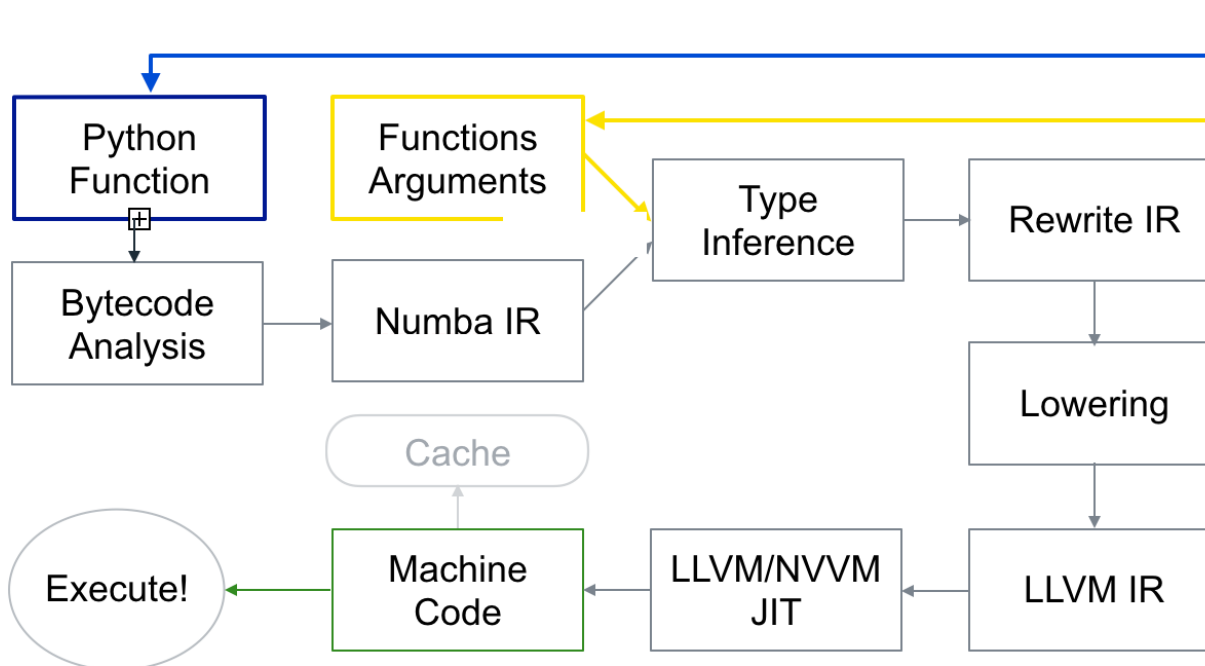 Python
Function
Functions
Arguments
Type
Inference
Rewrite IR
Bytecode
Analysis
Numba IR
Lowering
Cache
Execute!
Machine
Code
LLVM/NVVM
JIT
LLVM IR